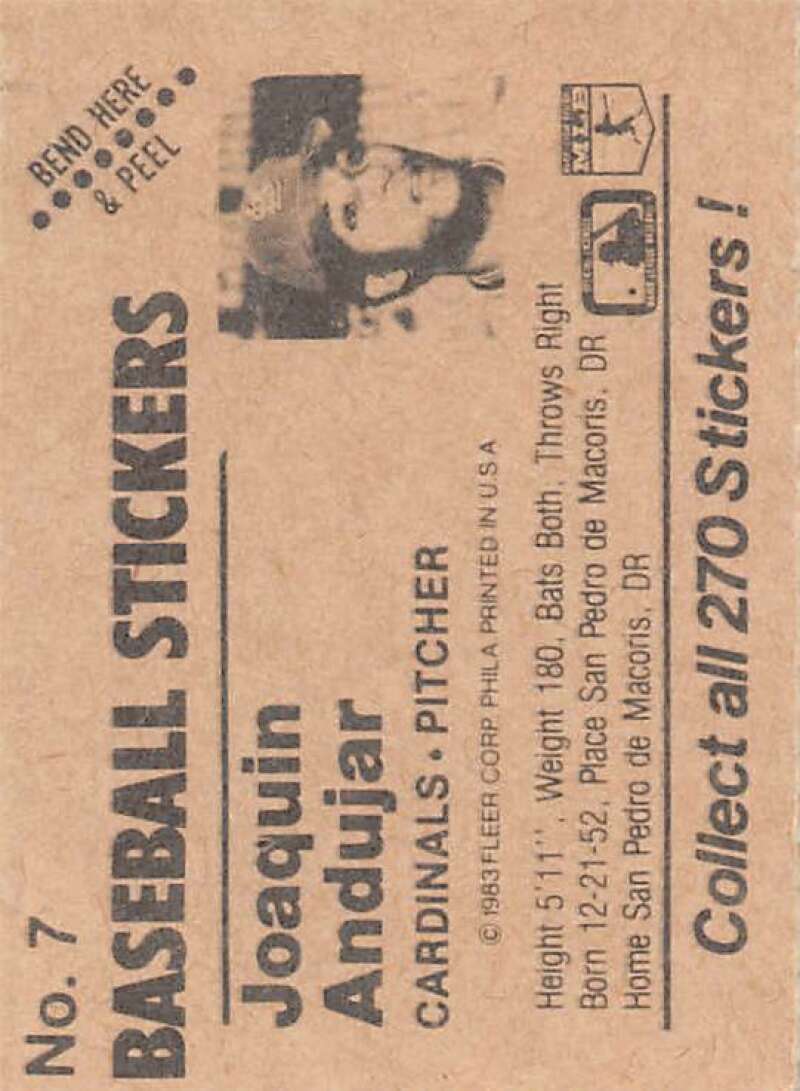 No. 7
BEND HERE
& PEEL
BASEBALL STICKERS
Joaquin
Andujar
CARDINALS • PITCHER
© 1983 FLEER CORP. PHILA. PRINTED IN U.S.A
Height 5'11", Weight 180, Bats Both, Throws Right
Born 12-21-52, Place San Pedro de Macoris, DR
Home San Pedro de Macoris, DR
Collect all 270 Stickers!